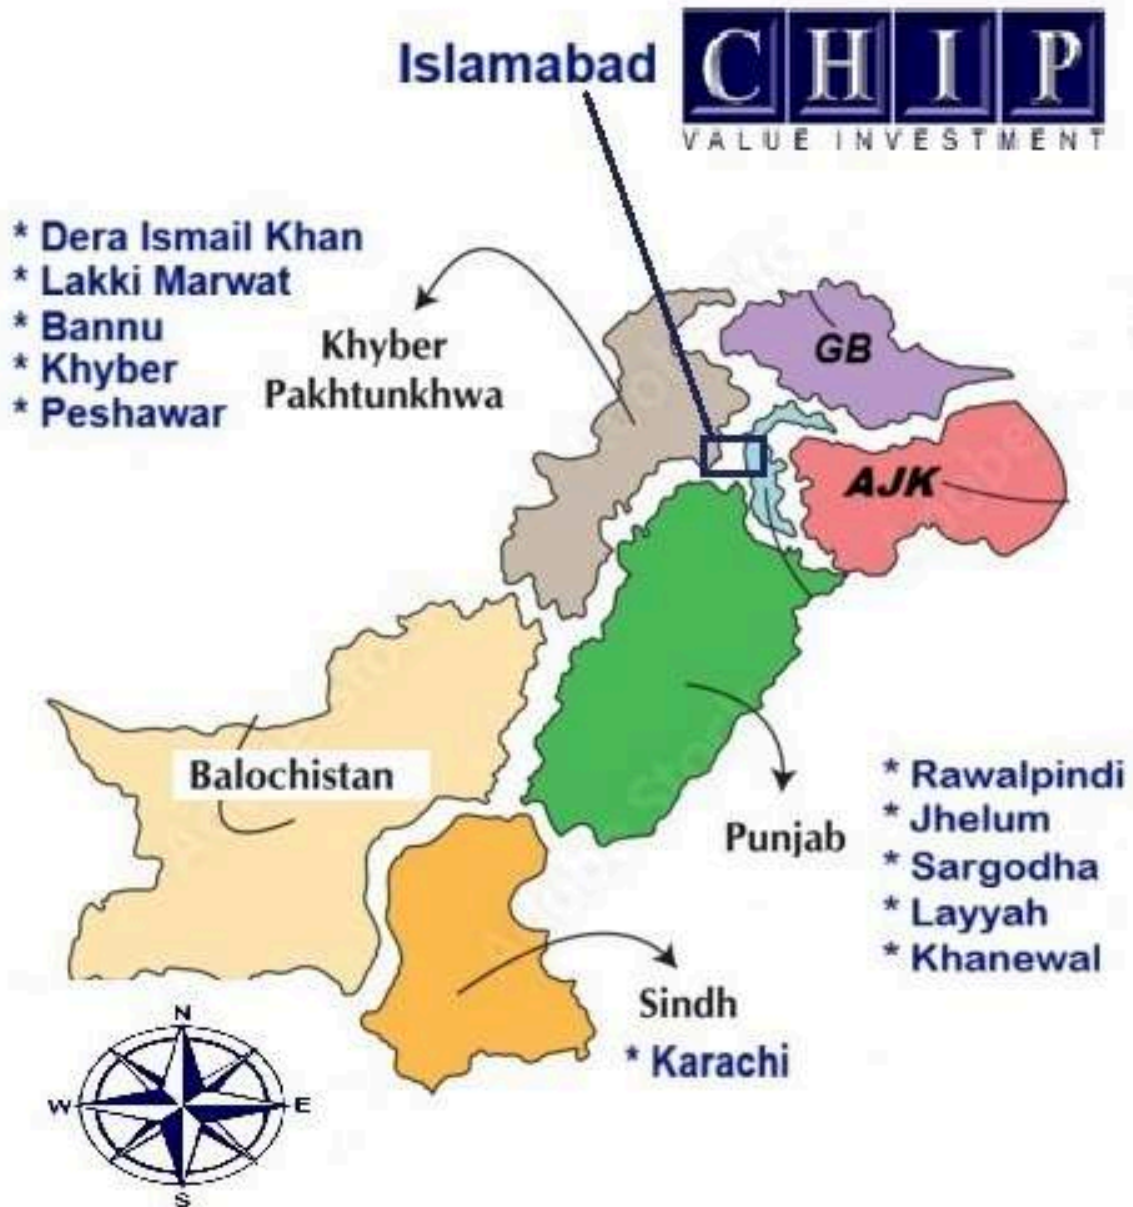 Islamabad
CHIP
VALUE INVESTMENT
* Dera Ismail Khan
* Lakki Marwat
* Bannu
* Khyber
* Peshawar
Khyber
Pakhtunkhwa
GB
AJK
Balochistan
Punjab
* Rawalpindi
* Jhelum
* Sargodha
* Layyah
* Khanewal
Sindh
* Karachi
N
W
E
S